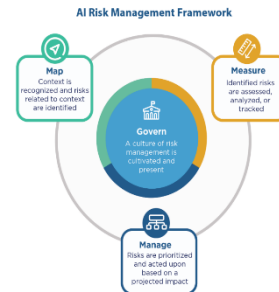 AI Risk Management Framework
Map
Context is
recognized and risks
related to context
are identified
Measure
Identified risks
are assessed,
analyzed, or
tracked
Govern
A culture of risk
management is
cultivated and
present
Manage
Risks are prioritized
and acted upon
based on a
projected impact